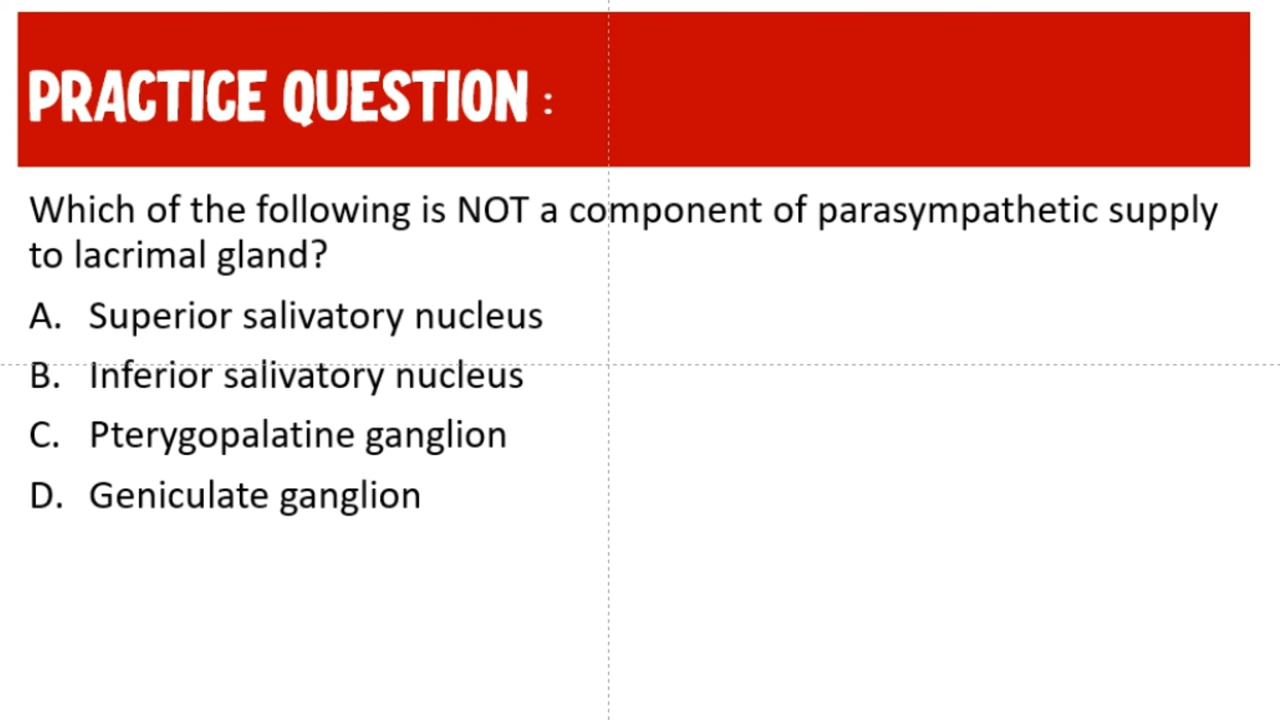 PRACTICE QUESTION :
Which of the following is NOT a component of parasympathetic supply
to lacrimal gland?
A. Superior salivatory nucleus
B. Inferior salivatory nucleus
C. Pterygopalatine ganglion
D. Geniculate ganglion